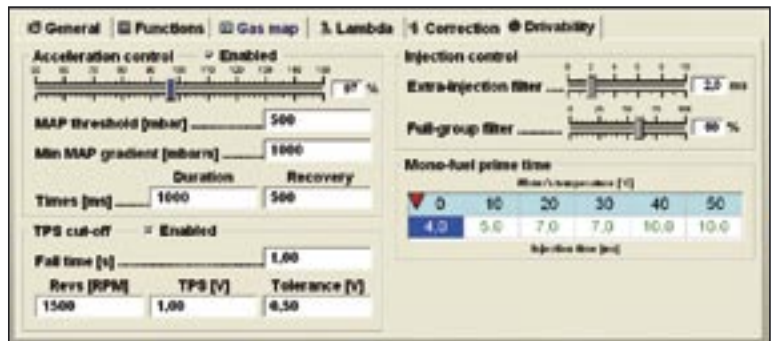 General Functions Gas map Lambda Correction Drivability
Acceleration control Enabled
97 %
MAP threshold [mbar] 500
Min MAP gradient [mbar/s] 1000
Duration Recovery
Times [ms] 1000 500
TPS cut-off Enabled
Fall time [s] 1,00
Revs [RPM] TPS [V] Tolerance [V]
1500 1,00 0,50
Injection control
Extra-injection filter 2,0 ms
Full-group filter 60 %
Mono-fuel prime time
0 10 20 30 40 50
4,0 5,0 7,0 7,0 10,0 10,0
Injection time [ms]